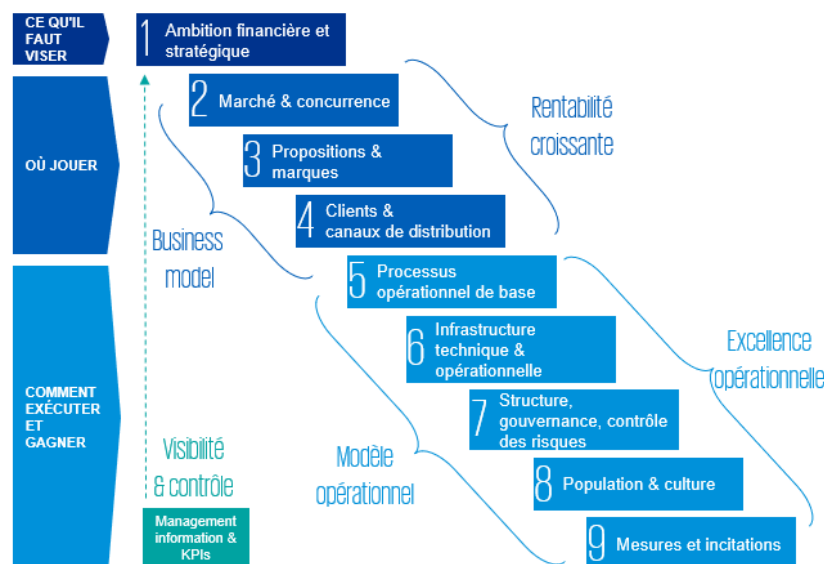 CE QU'IL
FAUT
VISER
1 Ambition financière et
stratégique
2 Marché & concurrence
Rentabilité
croissante
OÙ JOUER
3 Propositions &
marques
4 Clients &
canaux de distribution
Business
model
5 Processus
opérationnel de base
6 Infrastructure
technique &
opérationnelle
Excellence
opérationnelle
COMMENT
EXÉCUTER
ET
GAGNER
7 Structure,
gouvernance, contrôle
des risques
Visibilité
& contrôle
Modèle
opérationnel
8 Population & culture
Management
information &
KPIs
9 Mesures et incitations